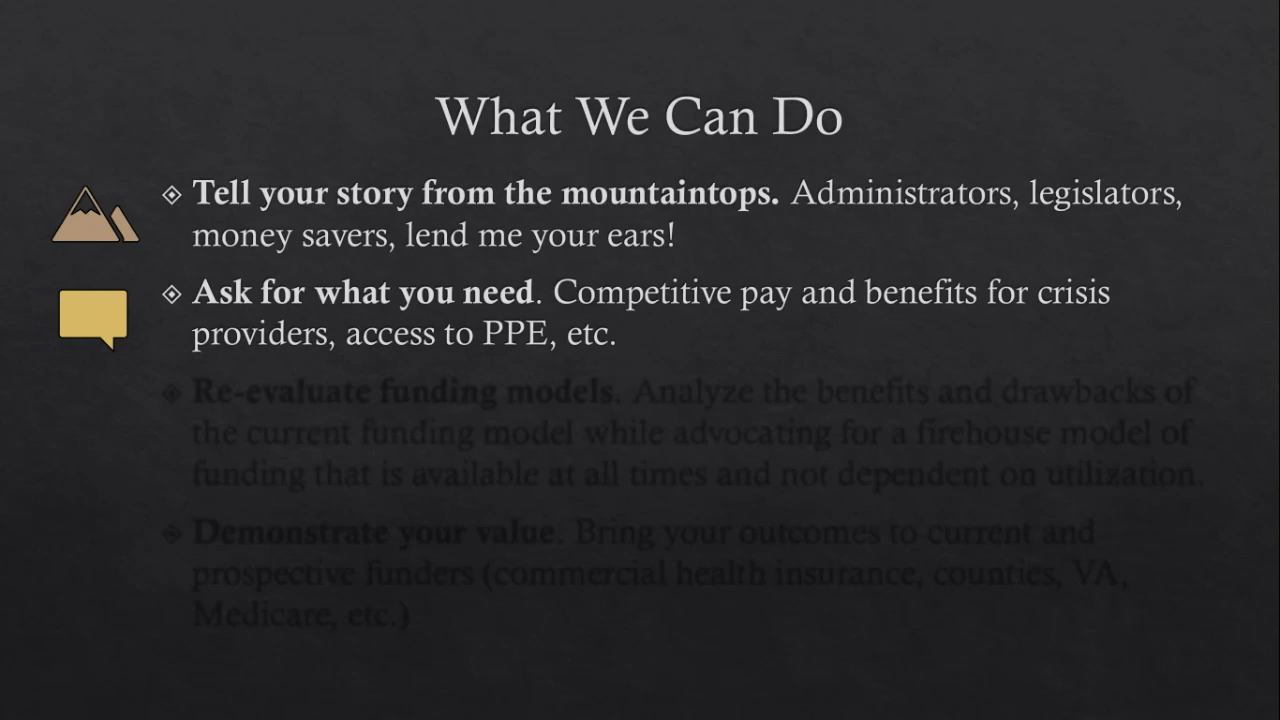 What We Can Do
Tell your story from the mountaintops. Administrators, legislators,
money savers, lend me your ears!
Ask for what you need. Competitive pay and benefits for crisis
providers, access to PPE, etc.
Re-evaluate funding models. Analyze the benefits and drawbacks of
the current funding model while advocating for a firehouse model of
funding that is available at all times and not dependent on utilization.
Demonstrate your value. Bring your outcomes to current and
prospective funders (commercial health insurance, counties, VA,
Medicare, etc.)